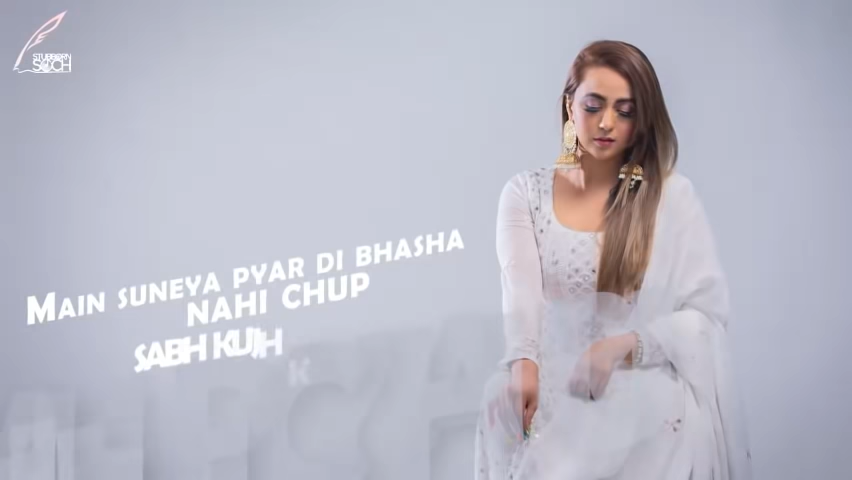 STUBBORN
SOCH
MAIN SUNEYA PYAR DI BHASHA
NAHI CHUP
SABH KUJH
K